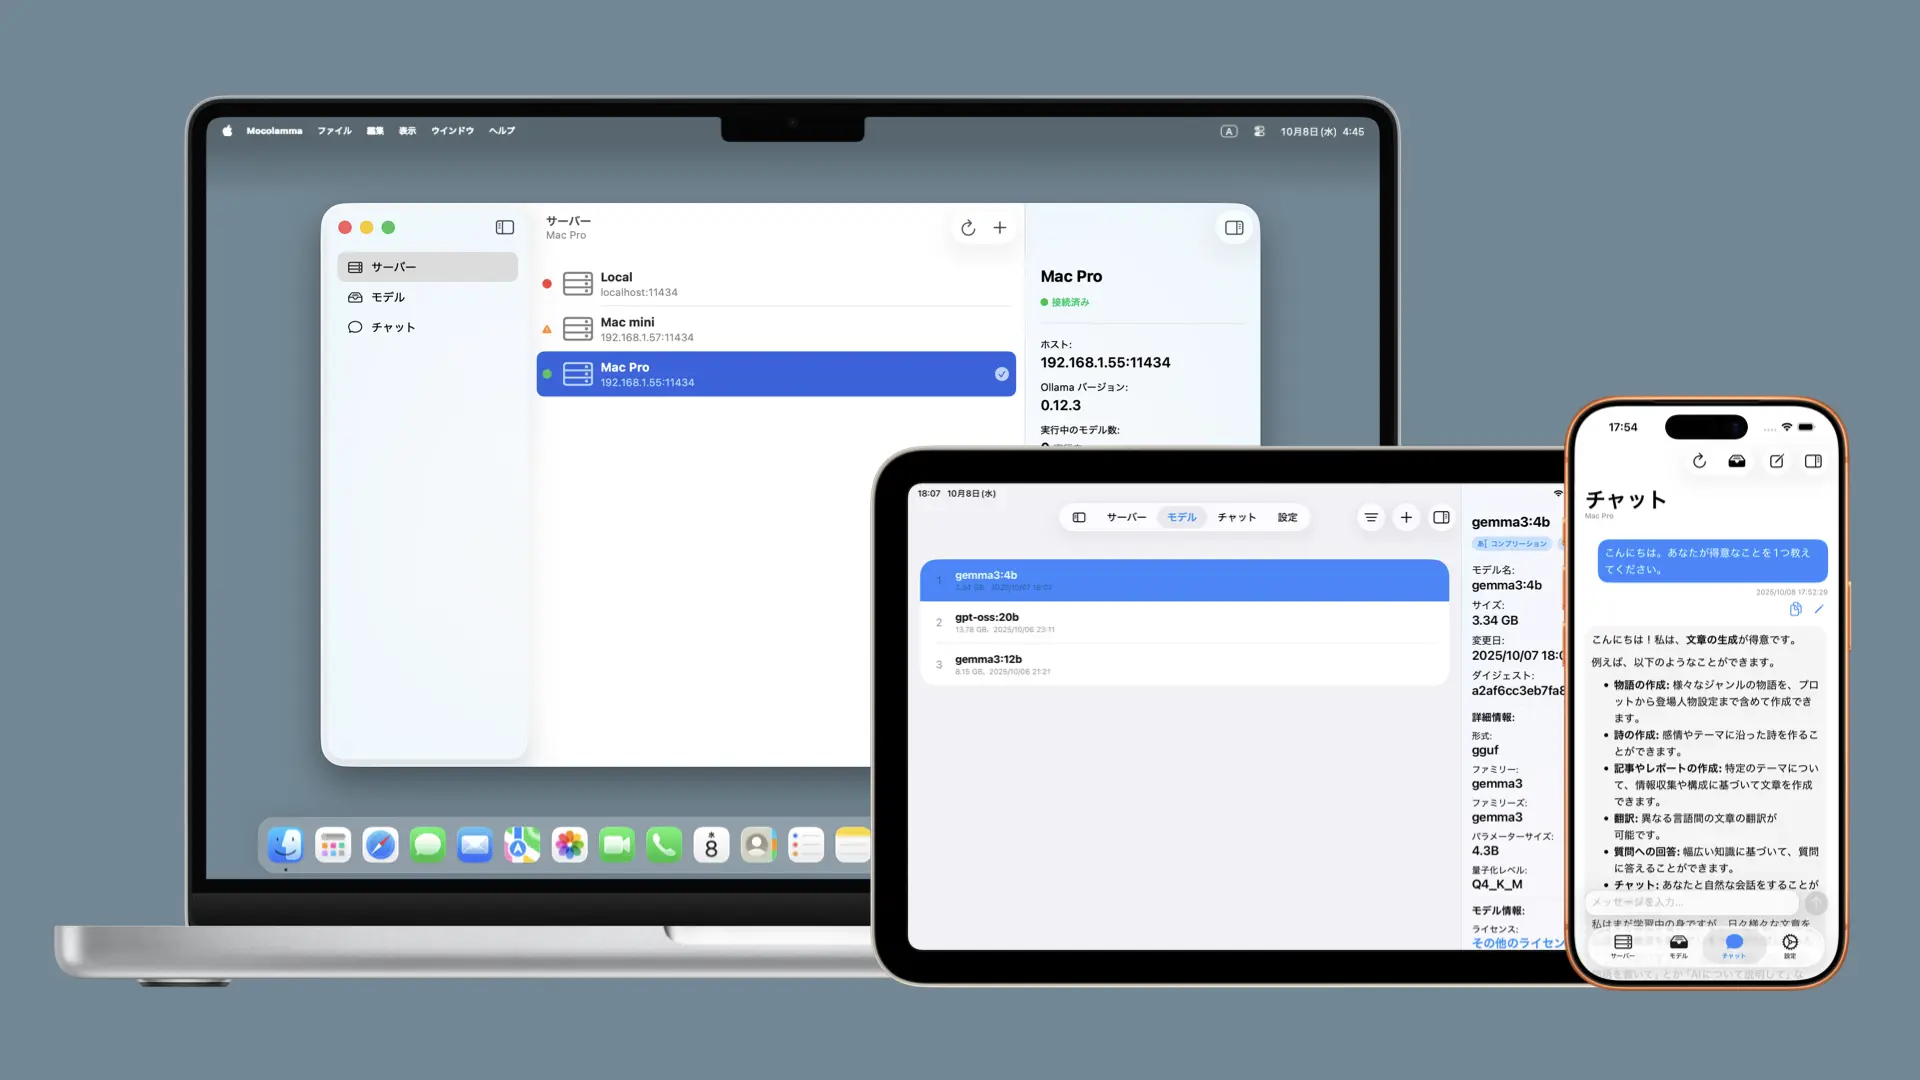 Mocolamma ファイル 編集 表示 ウインドウ ヘルプ
A 10月8日(水) 4:45
サーバー
モデル
チャット
サーバー
Mac Pro
Local
localhost:11434
Mac mini
192.168.1.57:11434
Mac Pro
192.168.1.55:11434
Mac Pro
接続済み
ホスト:
192.168.1.55:11434
Ollama バージョン:
0.12.3
実行中のモデル数:
水
8
18:07 10月8日(水)
サーバー モデル チャット 設定
1 gemma3:4b
3.34 GB、2025/10/07 18:03
2 gpt-oss:20b
13.78 GB、2025/10/06 23:11
3 gemma3:12b
8.15 GB、2025/10/06 21:21
gemma3:4b
あ[ コンプリーション
モデル名:
gemma3:4b
サイズ:
3.34 GB
変更日:
2025/10/07 18:0
ダイジェスト:
a2af6cc3eb7fa8
詳細情報:
形式:
gguf
ファミリー:
gemma3
ファミリーズ:
gemma3
パラメーターサイズ:
4.3B
量子化レベル:
Q4_K_M
モデル情報:
ライセンス:
その他のライセン
17:54
チャット
Mac Pro
こんにちは。あなたが得意なことを1つ教え
てください。
2025/10/08 17:52:29
こんにちは！私は、文章の生成が得意です。
例えば、以下のようなことができます。
• 物語の作成: 様々なジャンルの物語を、プロ
ットから登場人物設定まで含めて作成でき
ます。
• 詩の作成: 感情やテーマに沿った詩を作るこ
とができます。
• 記事やレポートの作成: 特定のテーマについ
て、情報収集や構成に基づいて文章を作成
できます。
• 翻訳: 異なる言語間の文章の翻訳が
可能です。
• 質問への回答: 幅広い知識に基づいて、質問
に答えることができます。
• チャット: あなたと自然な会話をすることが
メッセージを入力...
私はまだ学習中の身ですが、日々様々な文章を
サーバー モデル チャット 設定